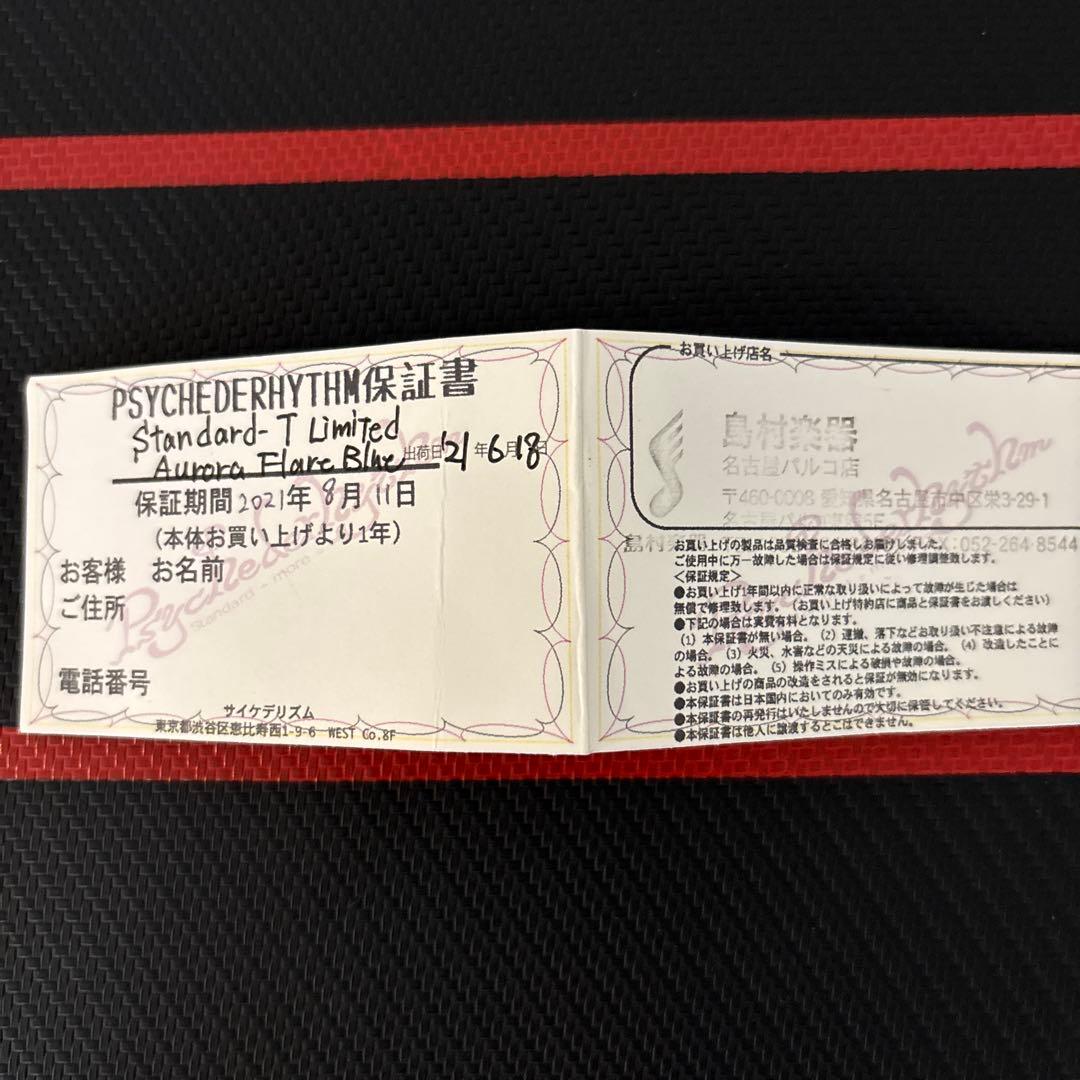 PSYCHEDERHYTHM保証書
Standard-T Limited
Aurora Flare Blue 出荷日'21年6月18日
保証期間2021年8月11日
(本体お買い上げより1年)
お客様 お名前
ご住所
電話番号
サイケデリズム
東京都渋谷区恵比寿西1-9-6 WEST Co.8F
Psychederhythm
Standard ~ more
お買い上げ店名
島村楽器
名古屋パルコ店
〒460-0008 愛知県名古屋市中区栄3-29-1
名古屋パルコ
島村楽器 FAX:052-264-8544
お買い上げの製品は品質検査に合格しお届けしました。
ご使用中に万一故障した場合は保証規定に従い修理調整致します。
<保証規定>
●お買い上げ1年間以内に正常な取り扱いによって故障が生じた場合は
無償で修理致します。(お買い上げ特約店に商品と保証書をお渡しください)
●下記の場合は実費有料となります。
(1) 本保証書が無い場合。(2) 運搬、落下などお取り扱い不注意による故障
の場合。(3) 火災、水害などの天災による故障の場合。(4) 改造したことに
よる故障の場合。(5) 操作ミスによる破損や故障の場合。
●お買い上げの商品の改造をされると保証が無効になります。
●本保証書は日本国内においてのみ有効です。
●本保証書の再発行はいたしませんので大切に保管してください。
●本保証書は他人に譲渡するとこはできません。